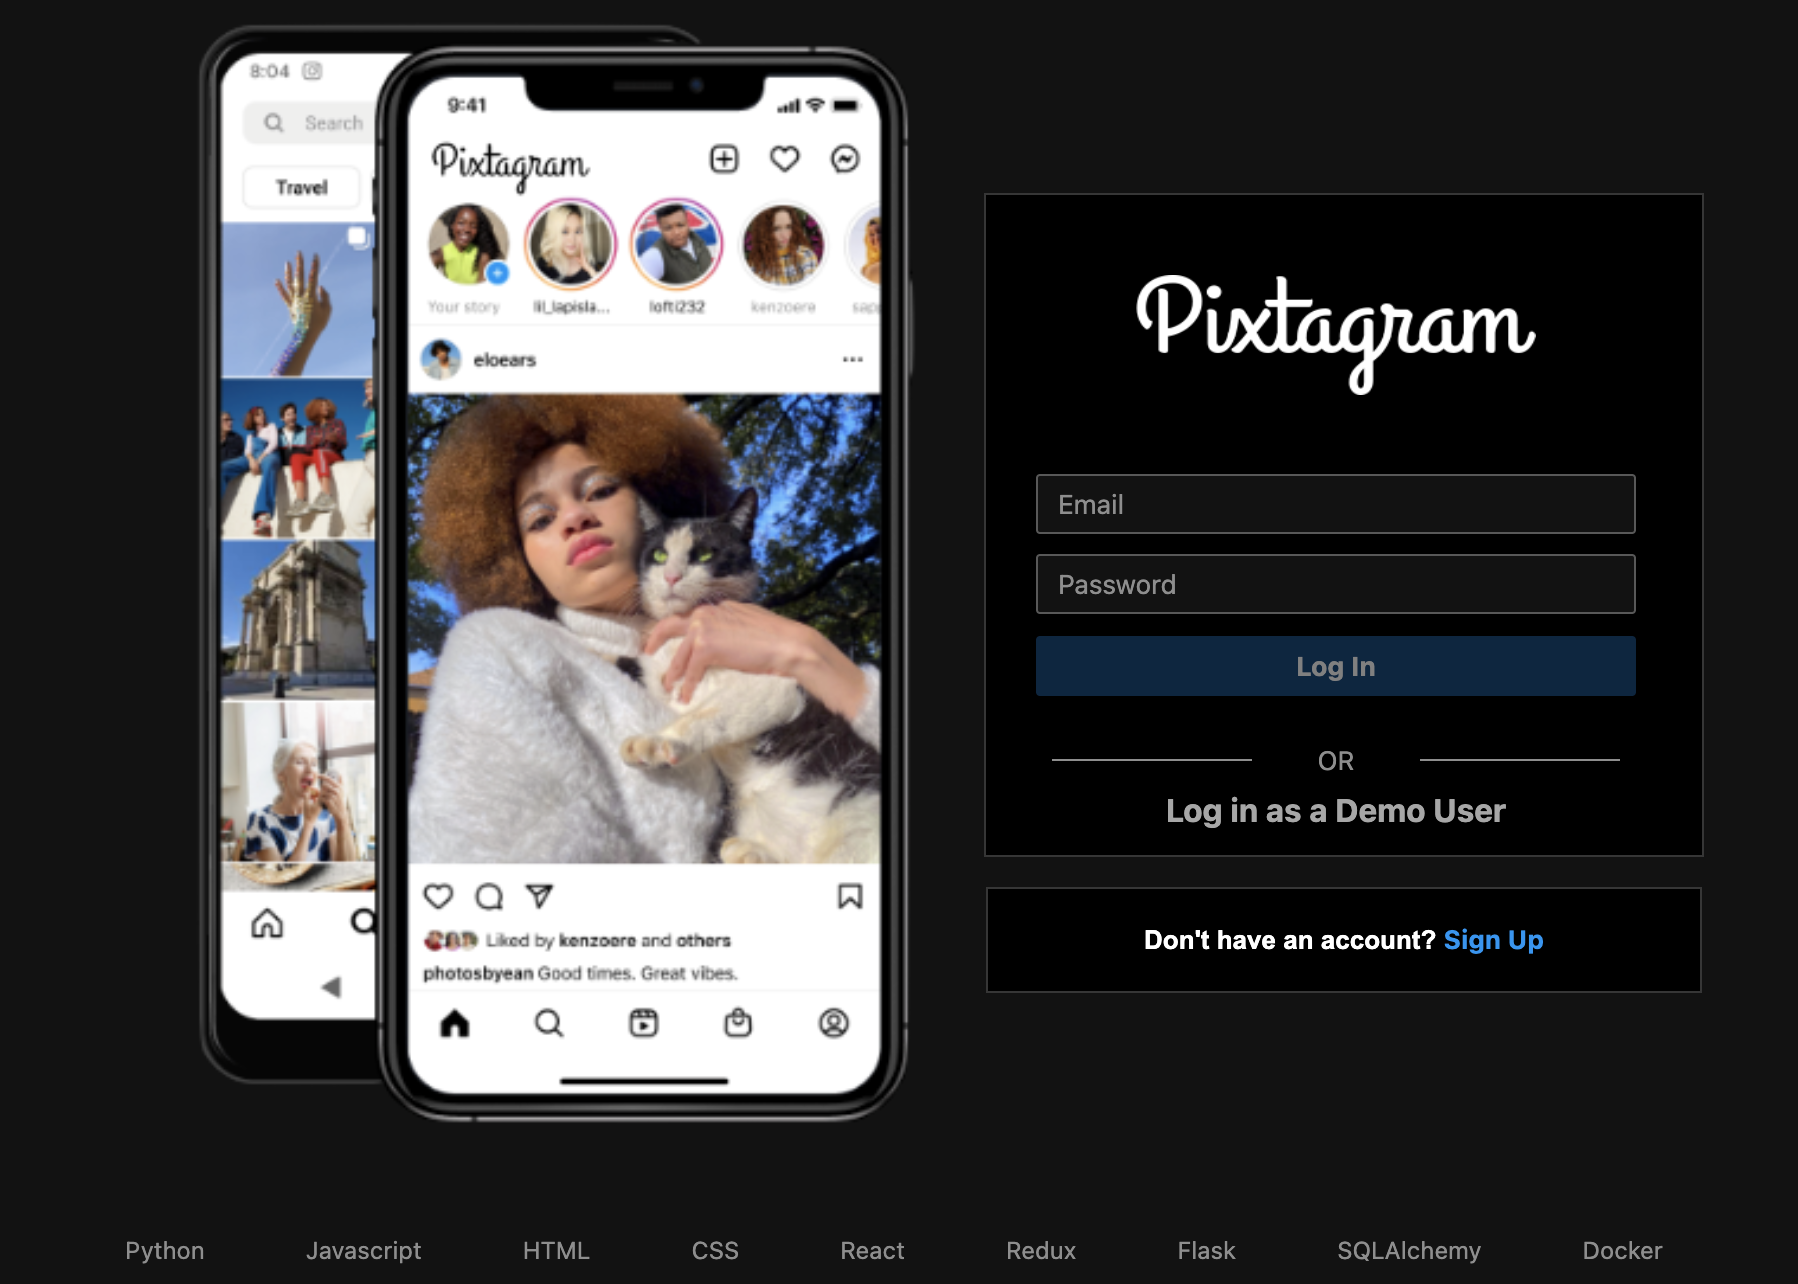 8:04
Search
Travel
9:41
Pixtagram
Your story
lil_lapisla...
lofti232
kenzoere
eloears
Liked by kenzoere and others
photosbyean Good times. Great vibes.
Pixtagram
Email
Password
Log In
OR
Log in as a Demo User
Don't have an account? Sign Up
Python Javascript HTML CSS React Redux Flask SQLAlchemy Docker